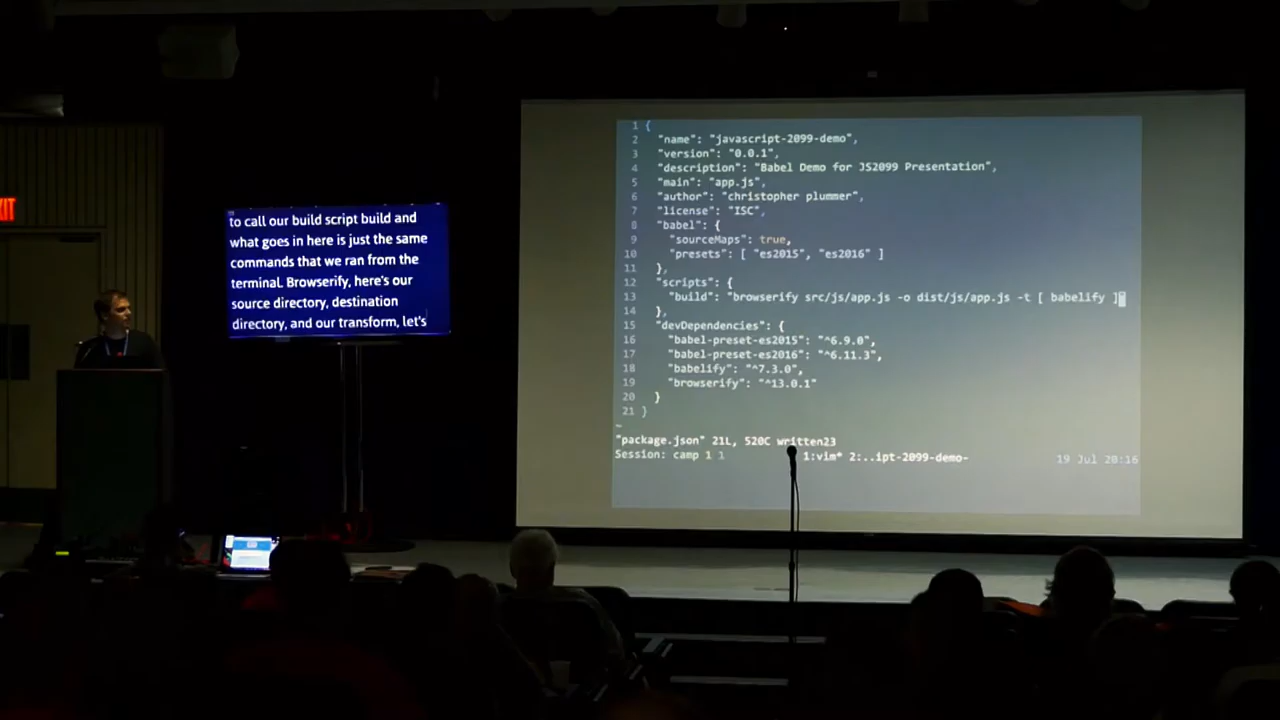 XIT
to call our build script build and
what goes in here is just the same
commands that we ran from the
terminal. Browserify, here's our
source directory, destination
directory, and our transform, let's
1 {
2 "name": "javascript-2099-demo",
3 "version": "0.0.1",
4 "description": "Babel Demo for JS2099 Presentation",
5 "main": "app.js",
6 "author": "christopher plummer",
7 "license": "ISC",
8 "babel": {
9 "sourceMaps": true,
10 "presets": [ "es2015", "es2016" ]
11 },
12 "scripts": {
13 "build": "browserify src/js/app.js -o dist/js/app.js -t [ babelify ]"
14 },
15 "devDependencies": {
16 "babel-preset-es2015": "^6.9.0",
17 "babel-preset-es2016": "^6.11.3",
18 "babelify": "^7.3.0",
19 "browserify": "^13.0.1"
20 }
21 }
~
"package.json" 21L, 520C written23
Session: camp 1 1 1:vim* 2:..ipt-2099-demo- 19 Jul 20:16